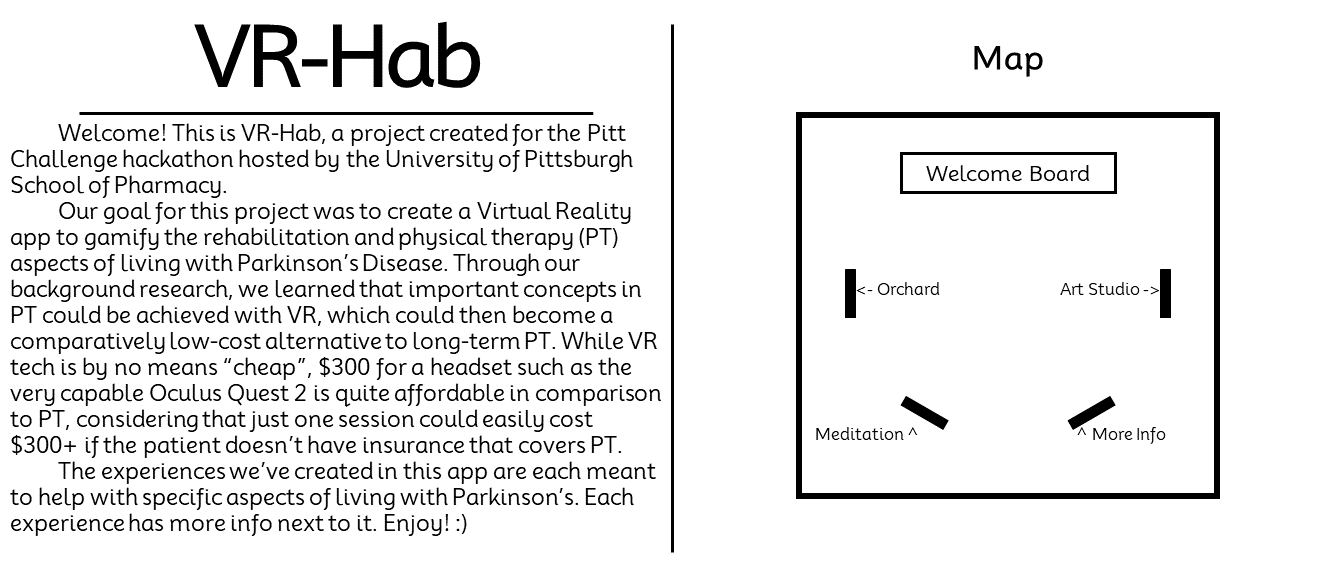 VR-Hab
Welcome! This is VR-Hab, a project created for the Pitt
Challenge hackathon hosted by the University of Pittsburgh
School of Pharmacy.
Our goal for this project was to create a Virtual Reality
app to gamify the rehabilitation and physical therapy (PT)
aspects of living with Parkinson's Disease. Through our
background research, we learned that important concepts in
PT could be achieved with VR, which could then become a
comparatively low-cost alternative to long-term PT. While VR
tech is by no means “cheap”, $300 for a headset such as the
very capable Oculus Quest 2 is quite affordable in comparison
to PT, considering that just one session could easily cost
$300+ if the patient doesn't have insurance that covers PT.
The experiences we've created in this app are each meant
to help with specific aspects of living with Parkinson's. Each
experience has more info next to it. Enjoy! :)
Map
Welcome Board
<- Orchard
Art Studio ->
Meditation ^
^ More Info